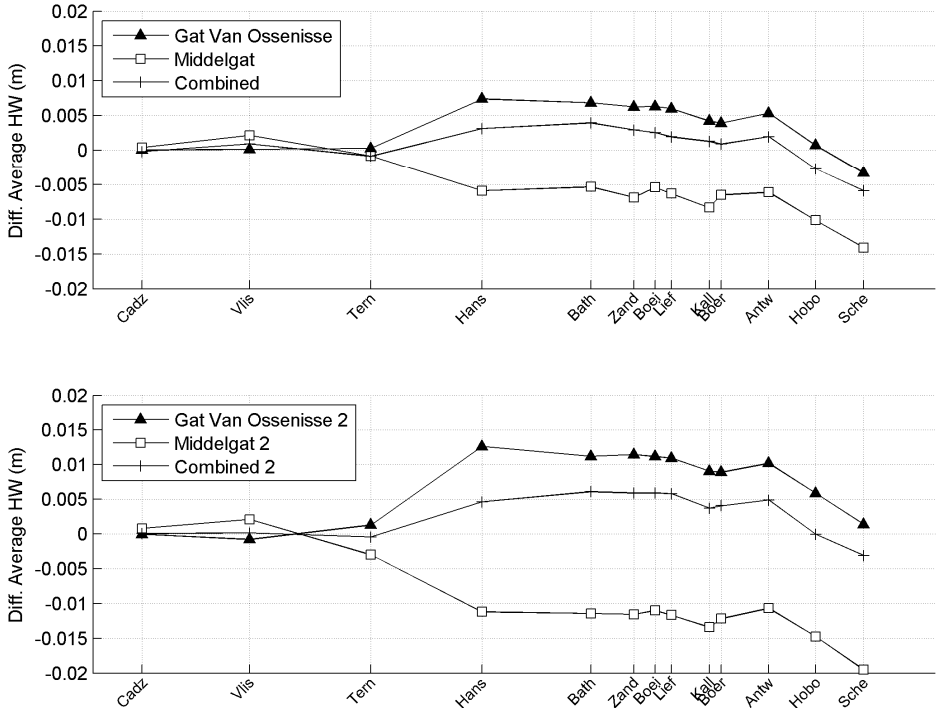 0.02
0.015
0.01
0.005
0
-0.005
-0.01
-0.015
-0.02
Diff. Average HW (m)
Gat Van Ossenisse
Middelgat
Combined
Cadz Vlis Tern Hans Bath Zand Boei Lief Kall Boer Antw Hobo Sche
0.02
0.015
0.01
0.005
0
-0.005
-0.01
-0.015
-0.02
Diff. Average HW (m)
Gat Van Ossenisse 2
Middelgat 2
Combined 2
Cadz Vlis Tern Hans Bath Zand Boei Lief Kall Boer Antw Hobo Sche